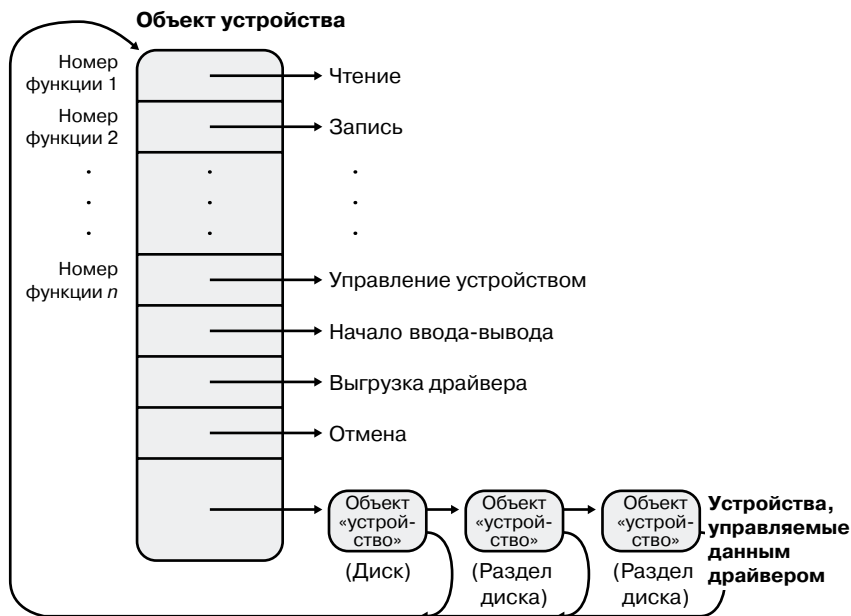 Объект устройства
Номер
функции 1
Чтение
Номер
функции 2
Запись
Номер
функции n
Управление устройством
Начало ввода-вывода
Выгрузка драйвера
Отмена
Объект
«устрой-
ство»
(Диск)
Объект
«устрой-
ство»
(Раздел
диска)
Объект
«устрой-
ство»
(Раздел
диска)
Устройства,
управляемые
данным
драйвером